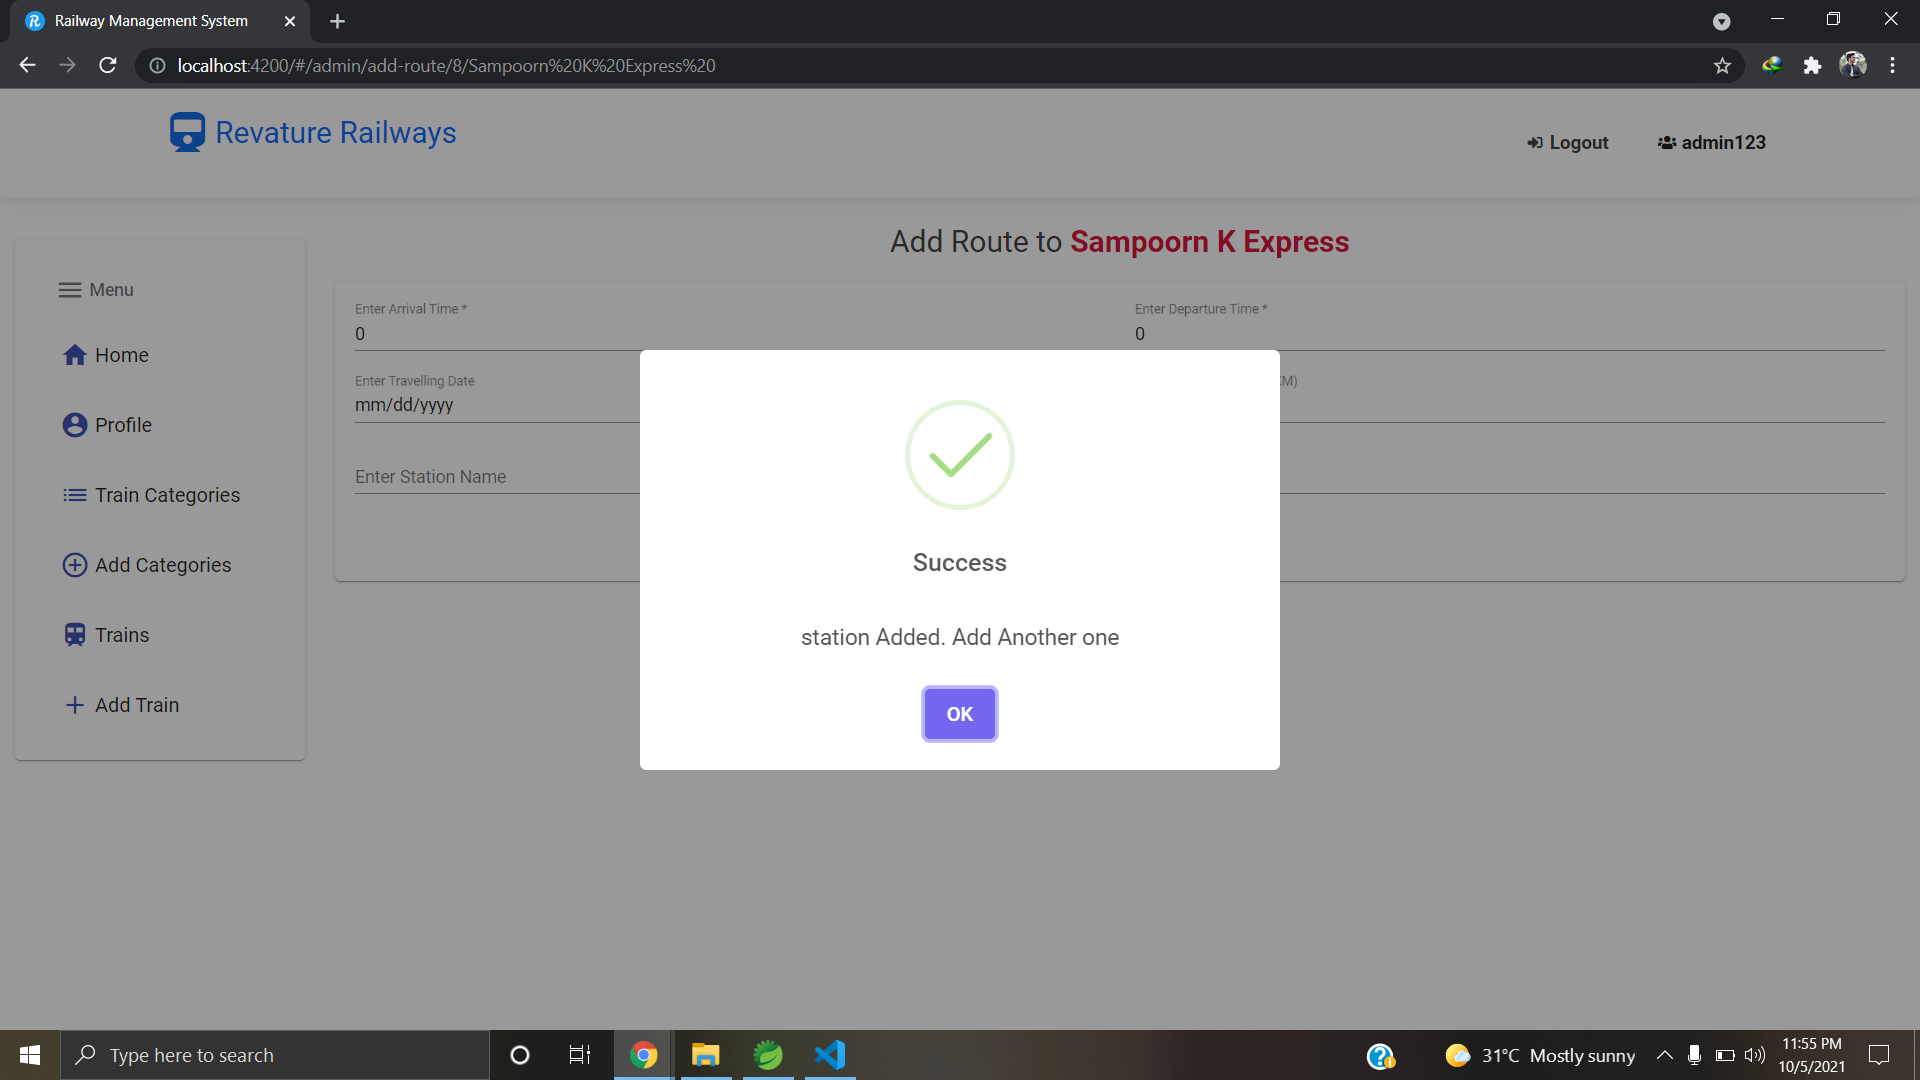 Railway Management System
localhost:4200/#/admin/add-route/8/Sampoorn%20K%20Express%20
Revature Railways
Logout
admin123
Add Route to Sampoorn K Express
Menu
Home
Profile
Train Categories
Add Categories
Trains
Add Train
Enter Arrival Time *
0
Enter Departure Time *
0
Enter Travelling Date
mm/dd/yyyy
KM)
Enter Station Name
Success
station Added. Add Another one
OK
Type here to search
31°C Mostly sunny
11:55 PM
10/5/2021